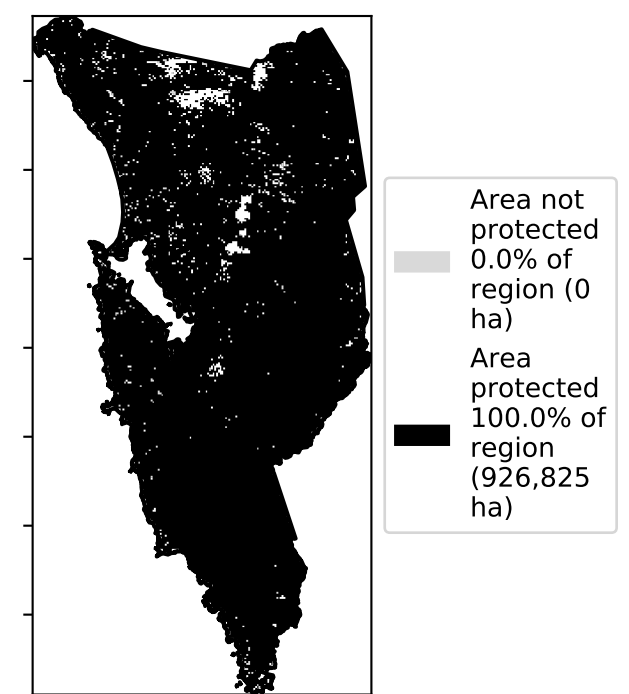 Area not
protected
0.0% of
region (0
ha)
Area
protected
100.0% of
region
(926,825
ha)